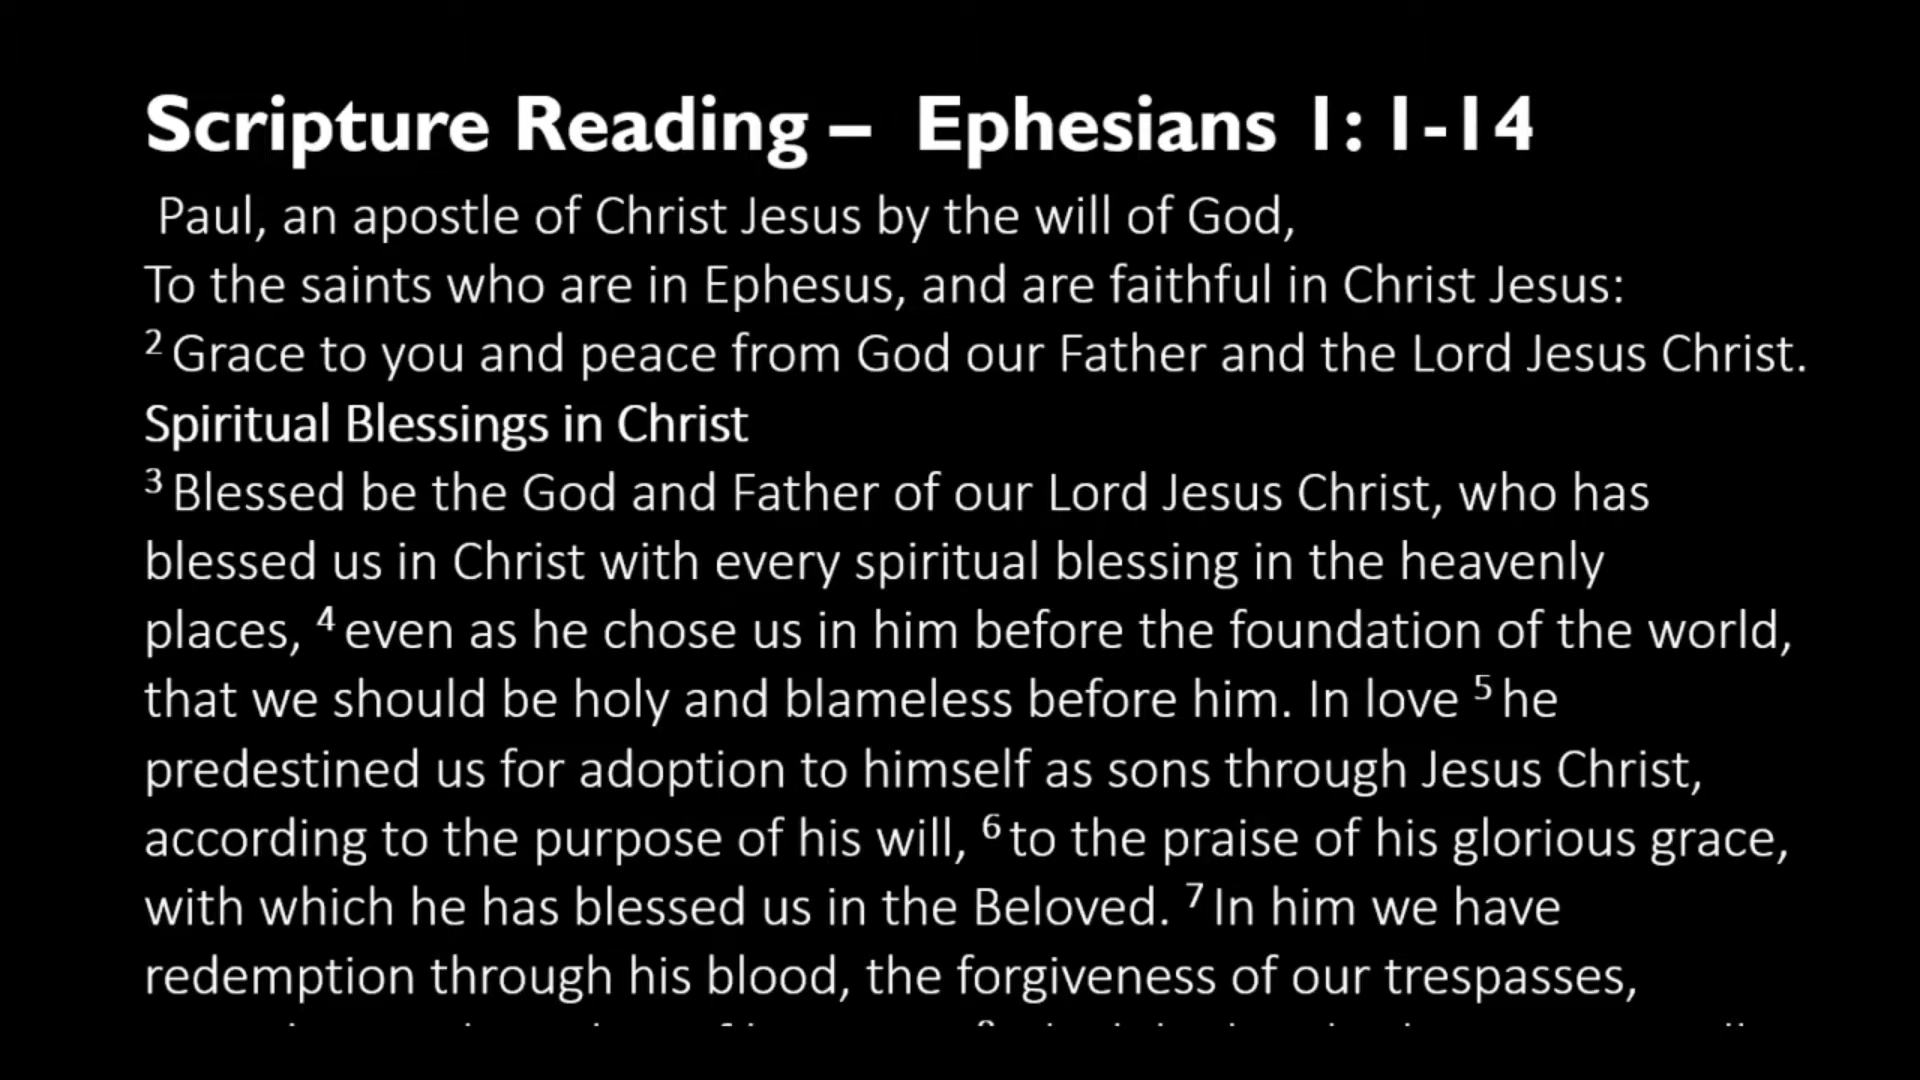 Scripture Reading –  Ephesians 1: 1-14
Paul, an apostle of Christ Jesus by the will of God,
To the saints who are in Ephesus, and are faithful in Christ Jesus:
² Grace to you and peace from God our Father and the Lord Jesus Christ.
Spiritual Blessings in Christ
³ Blessed be the God and Father of our Lord Jesus Christ, who has
blessed us in Christ with every spiritual blessing in the heavenly
places, ⁴ even as he chose us in him before the foundation of the world,
that we should be holy and blameless before him. In love ⁵ he
predestined us for adoption to himself as sons through Jesus Christ,
according to the purpose of his will, ⁶ to the praise of his glorious grace,
with which he has blessed us in the Beloved. ⁷ In him we have
redemption through his blood, the forgiveness of our trespasses,